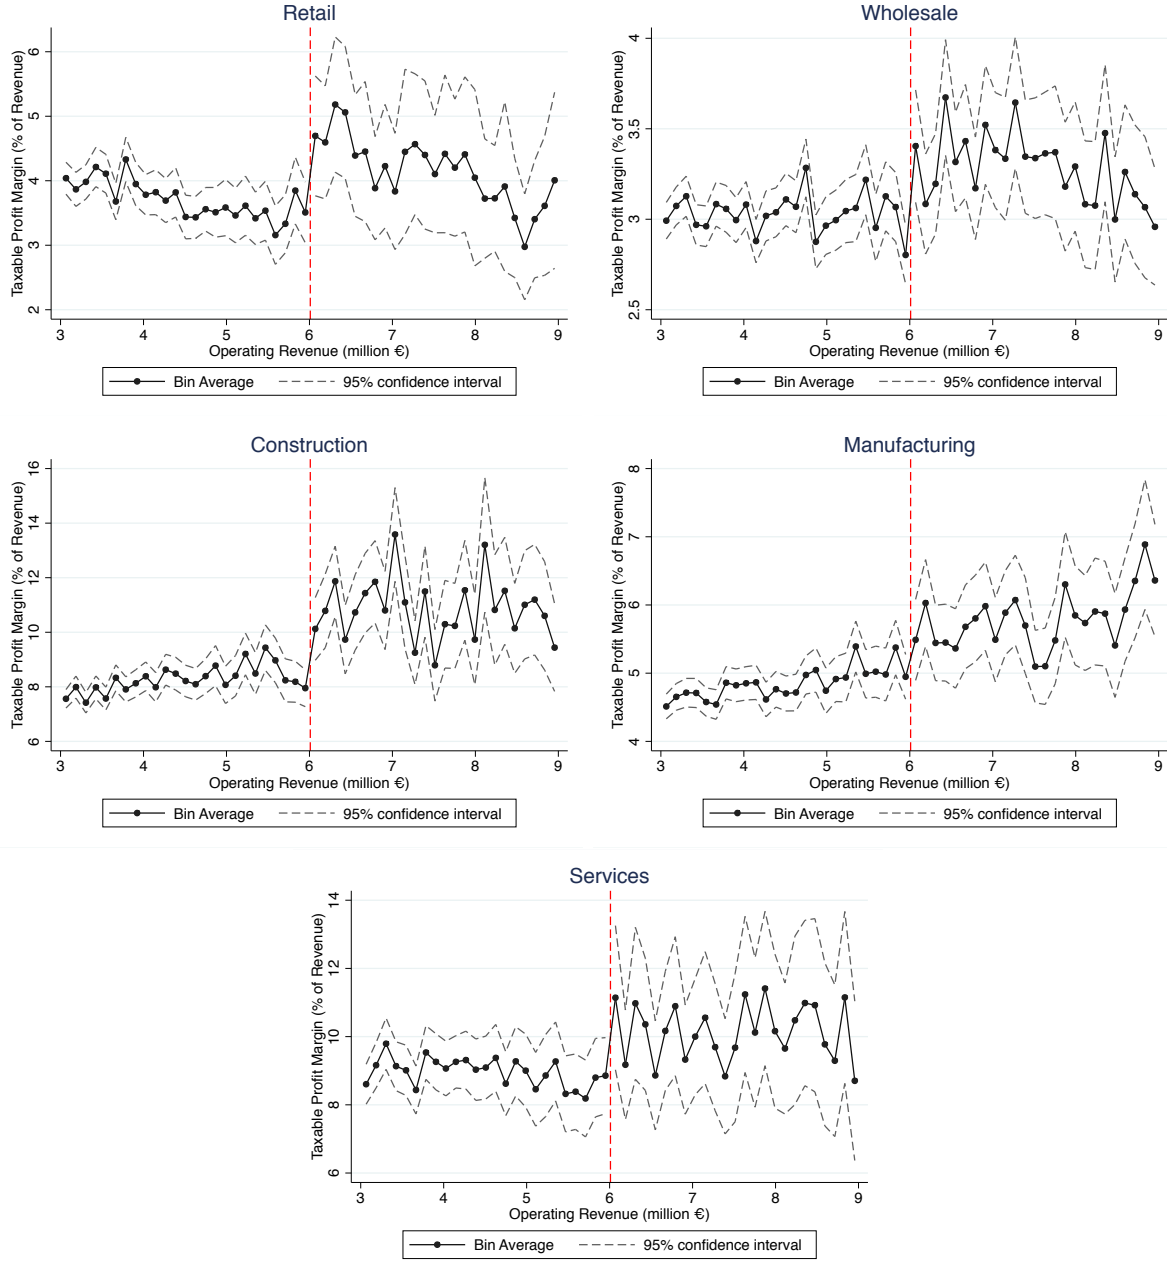 Retail
Taxable Profit Margin (% of Revenue)
6
5
4
3
2
3 4 5 6 7 8 9
Operating Revenue (million €)
Bin Average 95% confidence interval
Wholesale
Taxable Profit Margin (% of Revenue)
4
3.5
3
2.5
3 4 5 6 7 8 9
Operating Revenue (million €)
Bin Average 95% confidence interval
Construction
Taxable Profit Margin (% of Revenue)
16
14
12
10
8
6
3 4 5 6 7 8 9
Operating Revenue (million €)
Bin Average 95% confidence interval
Manufacturing
Taxable Profit Margin (% of Revenue)
8
7
6
5
4
3 4 5 6 7 8 9
Operating Revenue (million €)
Bin Average 95% confidence interval
Services
Taxable Profit Margin (% of Revenue)
14
12
10
8
6
3 4 5 6 7 8 9
Operating Revenue (million €)
Bin Average 95% confidence interval